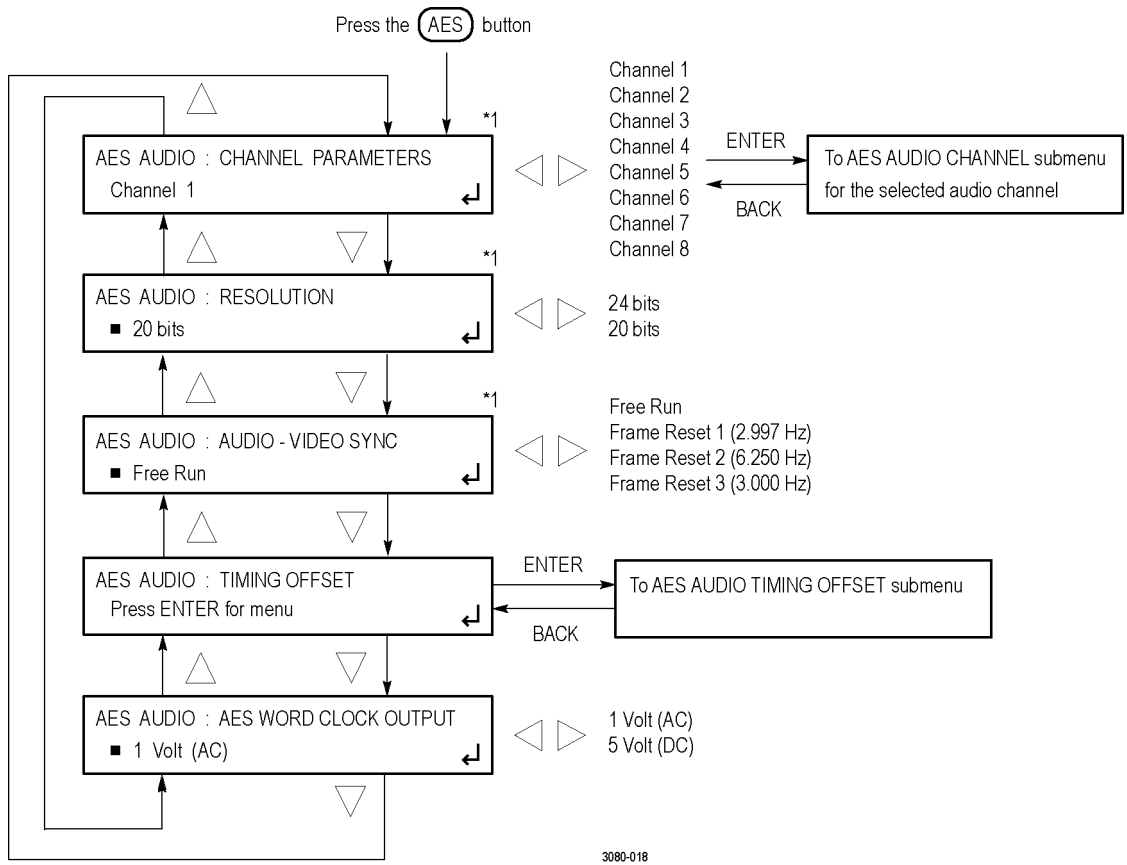 Press the AES button
*1
AES AUDIO : CHANNEL PARAMETERS
Channel 1
Channel 1
Channel 2
Channel 3
Channel 4
Channel 5
Channel 6
Channel 7
Channel 8
ENTER
BACK
To AES AUDIO CHANNEL submenu
for the selected audio channel
*1
AES AUDIO : RESOLUTION
■ 20 bits
24 bits
20 bits
*1
AES AUDIO : AUDIO - VIDEO SYNC
■ Free Run
Free Run
Frame Reset 1 (2.997 Hz)
Frame Reset 2 (6.250 Hz)
Frame Reset 3 (3.000 Hz)
AES AUDIO : TIMING OFFSET
Press ENTER for menu
ENTER
BACK
To AES AUDIO TIMING OFFSET submenu
AES AUDIO : AES WORD CLOCK OUTPUT
■ 1 Volt (AC)
1 Volt (AC)
5 Volt (DC)
3080-018